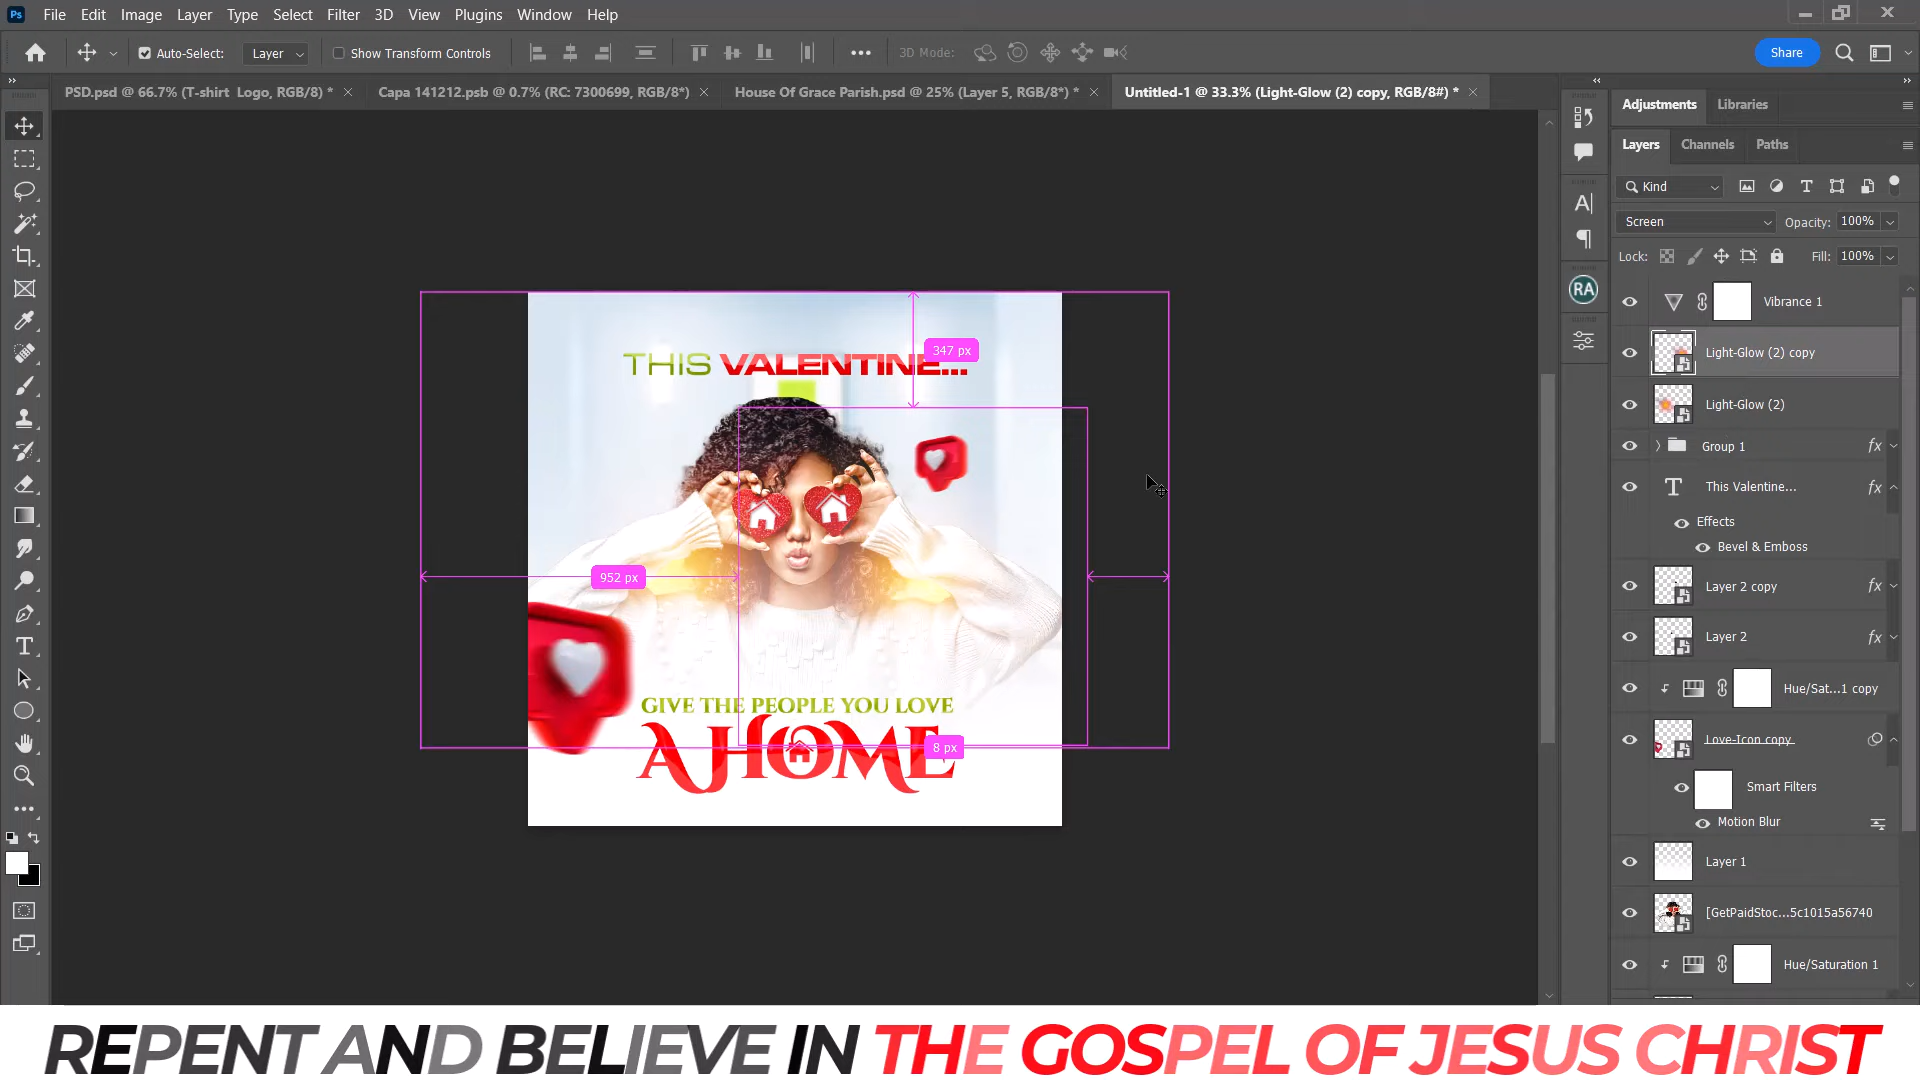 Ps File Edit Image Layer Type Select Filter 3D View Plugins Window Help
Auto-Select: Layer Show Transform Controls 3D Mode: Share
PSD.psd @ 66.7% (T-shirt Logo, RGB/8) * Capa 141212.psb @ 0.7% (RC: 7300699, RGB/8*) House Of Grace Parish.psd @ 25% (Layer 5, RGB/8*) * Untitled-1 @ 33.3% (Light-Glow (2) copy, RGB/8#) *
Adjustments Libraries
Layers Channels Paths
Kind
Screen Opacity: 100%
Lock: Fill: 100%
RA
Vibrance 1
Light-Glow (2) copy
Light-Glow (2)
Group 1 fx
This Valentine... fx
Effects
Bevel & Emboss
Layer 2 copy fx
Layer 2 fx
Hue/Sat...1 copy
Love-Icon copy
Smart Filters
Motion Blur
Layer 1
[GetPaidStoc...5c1015a56740
Hue/Saturation 1
THIS VALENTINE...
347 px
952 px
GIVE THE PEOPLE YOU LOVE
A HOME
8 px
REPENT AND BELIEVE IN THE GOSPEL OF JESUS CHRIST